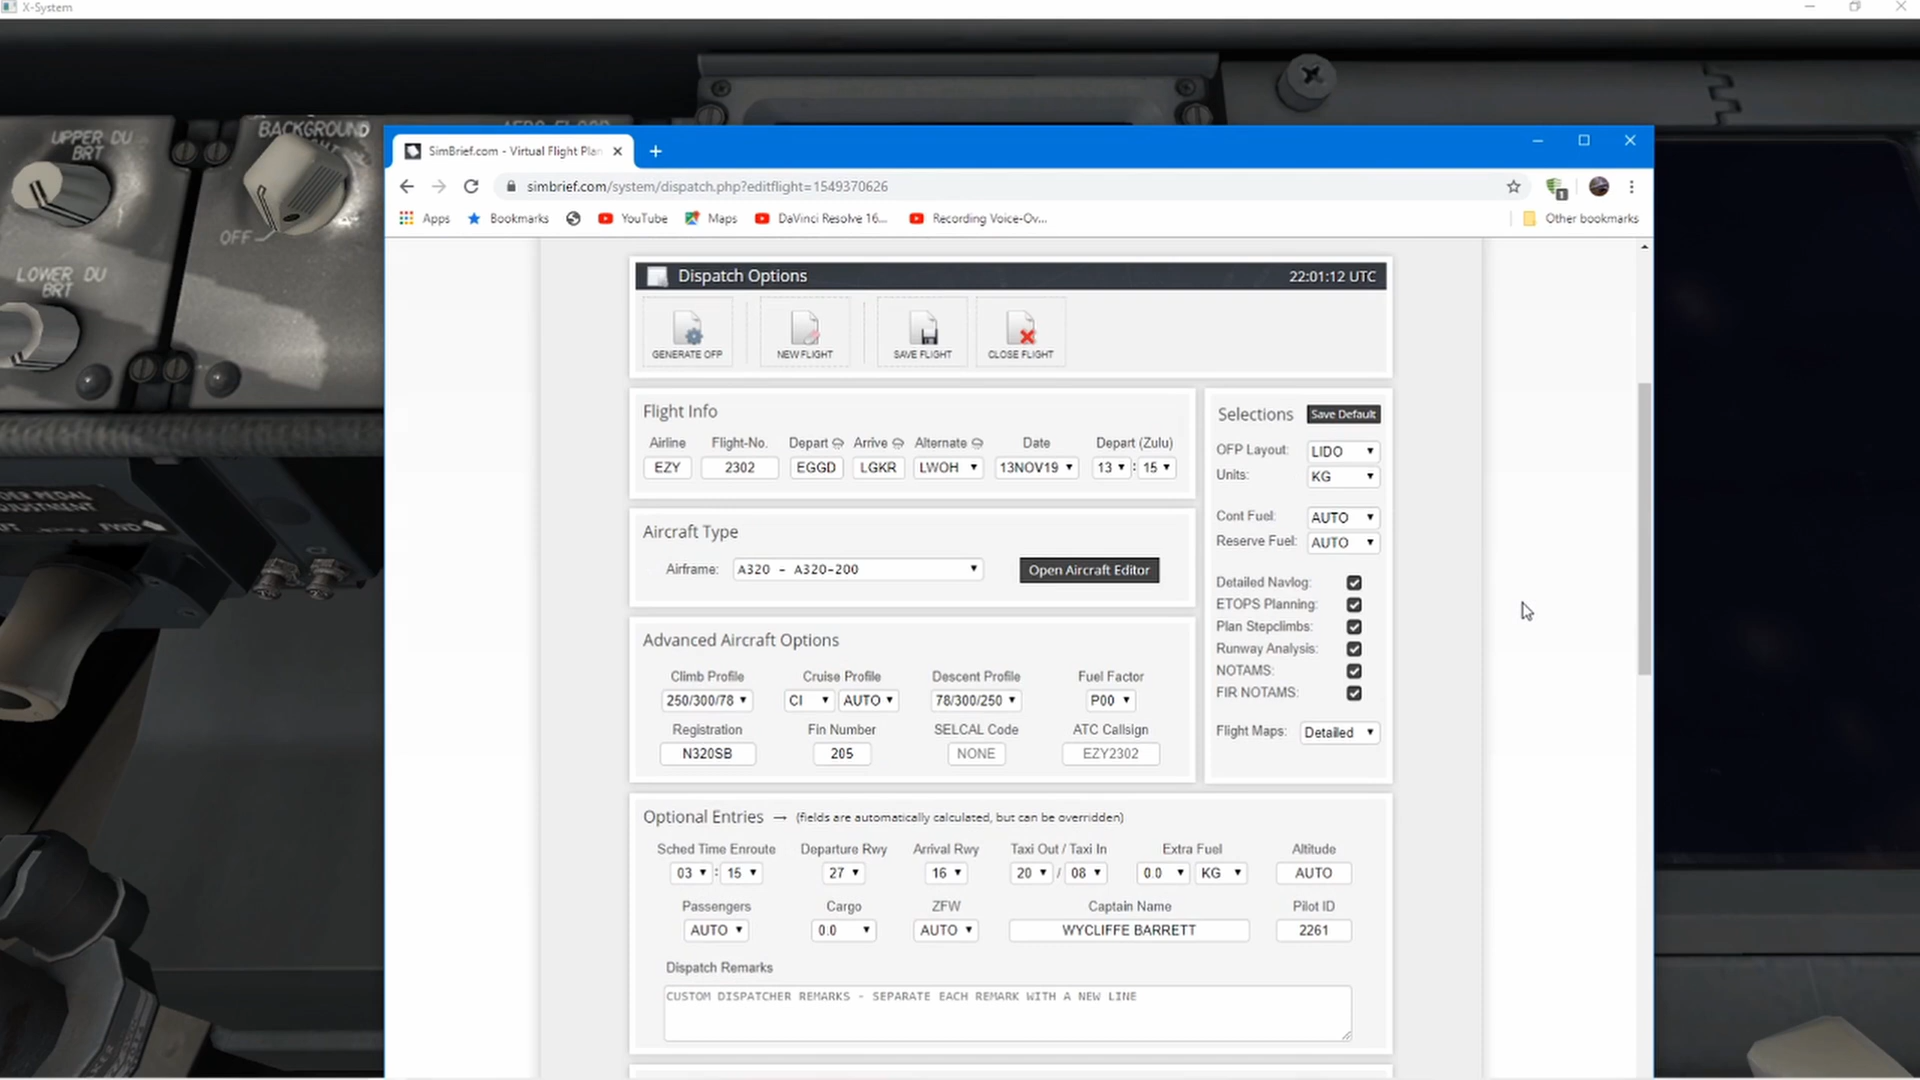 X-System
UPPER DU
BRT
BACKGROUND
OFF
LOWER DU
BRT
SimBrief.com - Virtual Flight Plan
simbrief.com/system/dispatch.php?editflight=1549370626
Apps Bookmarks YouTube Maps DaVinci Resolve 16... Recording Voice-Ov... Other bookmarks
Dispatch Options 22:01:12 UTC
GENERATE OFP NEW FLIGHT SAVE FLIGHT CLOSE FLIGHT
Flight Info
Airline Flight-No. Depart Arrive Alternate Date Depart (Zulu)
EZY 2302 EGGD LGKR LWOH 13NOV19 13 : 15
Aircraft Type
Airframe: A320 - A320-200 Open Aircraft Editor
Advanced Aircraft Options
Climb Profile Cruise Profile Descent Profile Fuel Factor
250/300/78 CI AUTO 78/300/250 P00
Registration Fin Number SELCAL Code ATC Callsign
N320SB 205 NONE EZY2302
Selections Save Default
OFP Layout: LIDO
Units: KG
Cont Fuel: AUTO
Reserve Fuel: AUTO
Detailed Navlog:
ETOPS Planning:
Plan Stepclimbs:
Runway Analysis:
NOTAMS:
FIR NOTAMS:
Flight Maps: Detailed
Optional Entries → (fields are automatically calculated, but can be overridden)
Sched Time Enroute Departure Rwy Arrival Rwy Taxi Out / Taxi In Extra Fuel Altitude
03 : 15 27 16 20 / 08 0.0 KG AUTO
Passengers Cargo ZFW Captain Name Pilot ID
AUTO 0.0 AUTO WYCLIFFE BARRETT 2261
Dispatch Remarks
CUSTOM DISPATCHER REMARKS - SEPARATE EACH REMARK WITH A NEW LINE
FWD